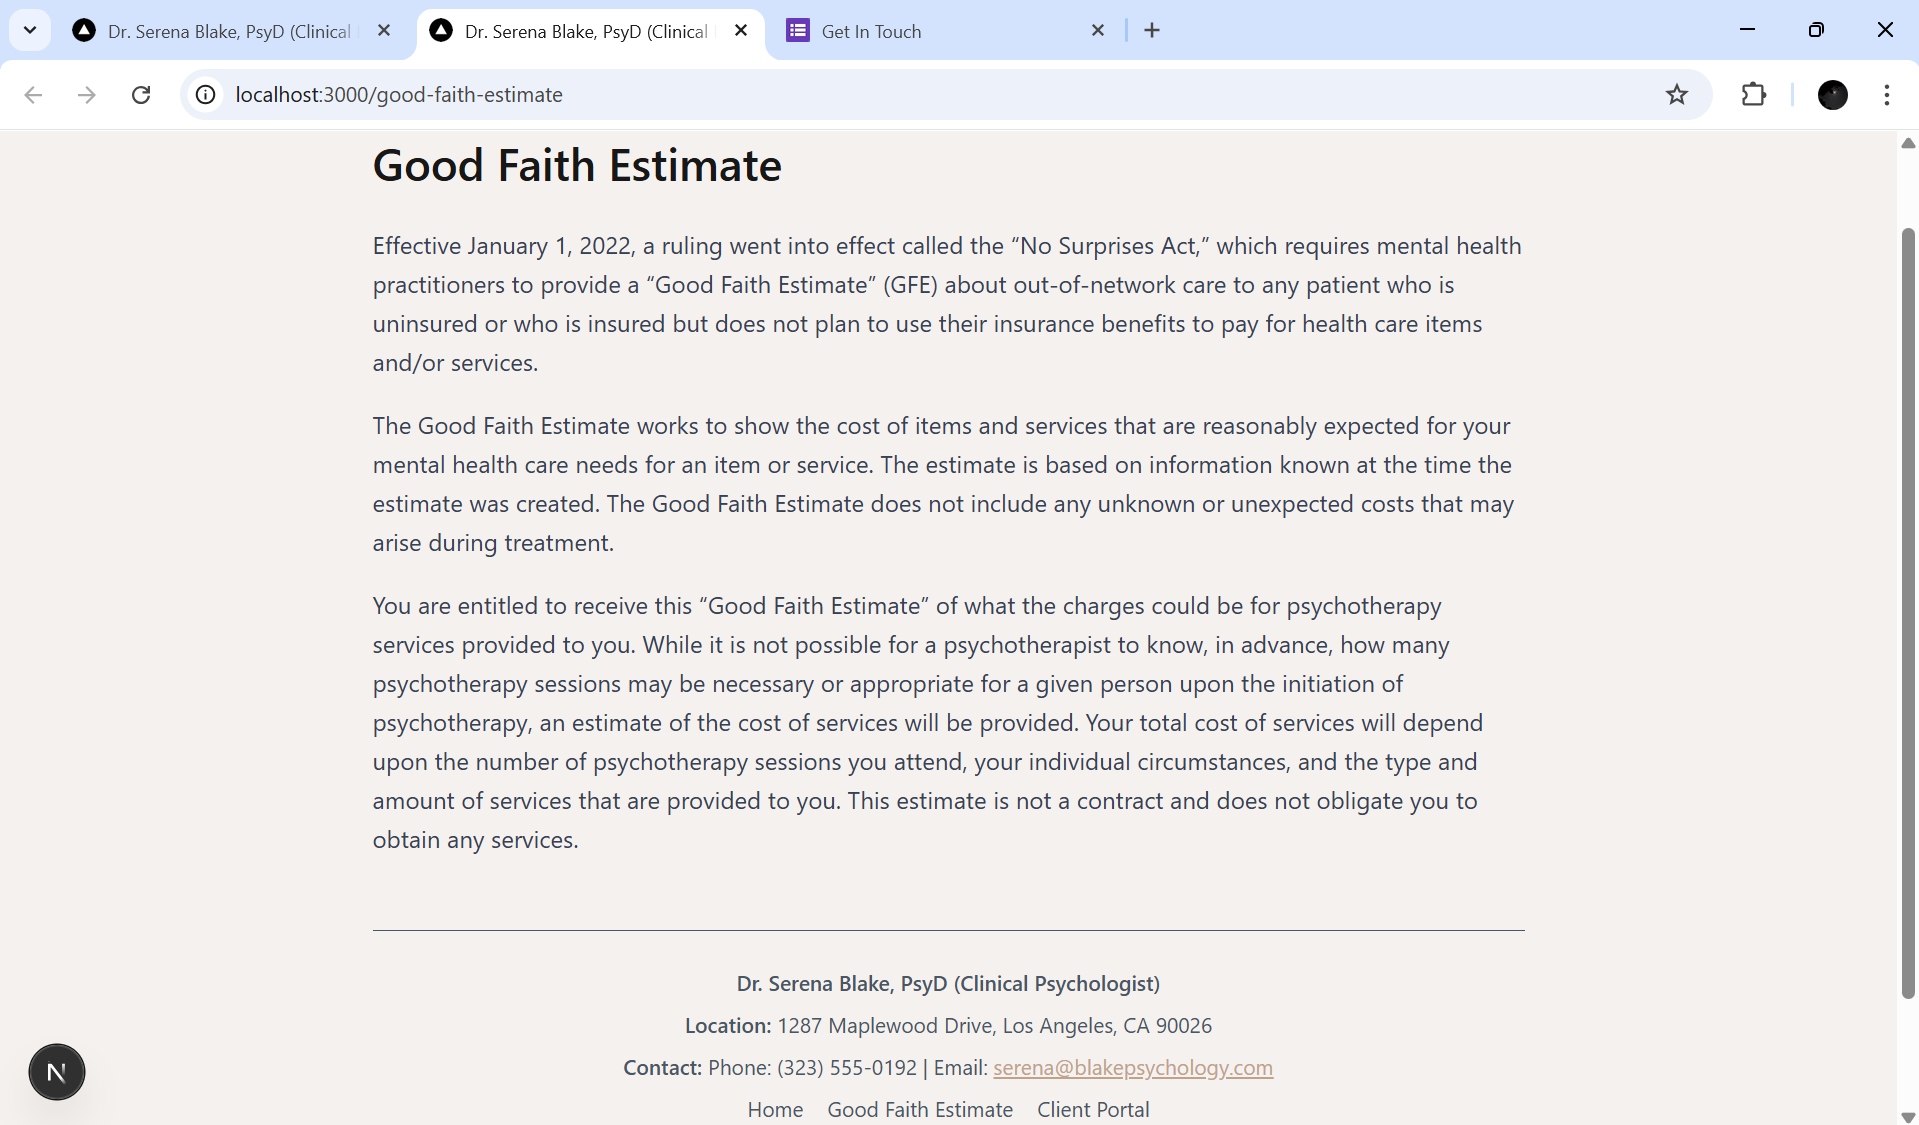 Dr. Serena Blake, PsyD (Clinical
Dr. Serena Blake, PsyD (Clinical
Get In Touch
localhost:3000/good-faith-estimate
Good Faith Estimate
Effective January 1, 2022, a ruling went into effect called the “No Surprises Act,” which requires mental health
practitioners to provide a “Good Faith Estimate” (GFE) about out-of-network care to any patient who is
uninsured or who is insured but does not plan to use their insurance benefits to pay for health care items
and/or services.
The Good Faith Estimate works to show the cost of items and services that are reasonably expected for your
mental health care needs for an item or service. The estimate is based on information known at the time the
estimate was created. The Good Faith Estimate does not include any unknown or unexpected costs that may
arise during treatment.
You are entitled to receive this “Good Faith Estimate” of what the charges could be for psychotherapy
services provided to you. While it is not possible for a psychotherapist to know, in advance, how many
psychotherapy sessions may be necessary or appropriate for a given person upon the initiation of
psychotherapy, an estimate of the cost of services will be provided. Your total cost of services will depend
upon the number of psychotherapy sessions you attend, your individual circumstances, and the type and
amount of services that are provided to you. This estimate is not a contract and does not obligate you to
obtain any services.
Dr. Serena Blake, PsyD (Clinical Psychologist)
Location: 1287 Maplewood Drive, Los Angeles, CA 90026
Contact: Phone: (323) 555-0192 | Email: serena@blakepsychology.com
N
Home Good Faith Estimate Client Portal